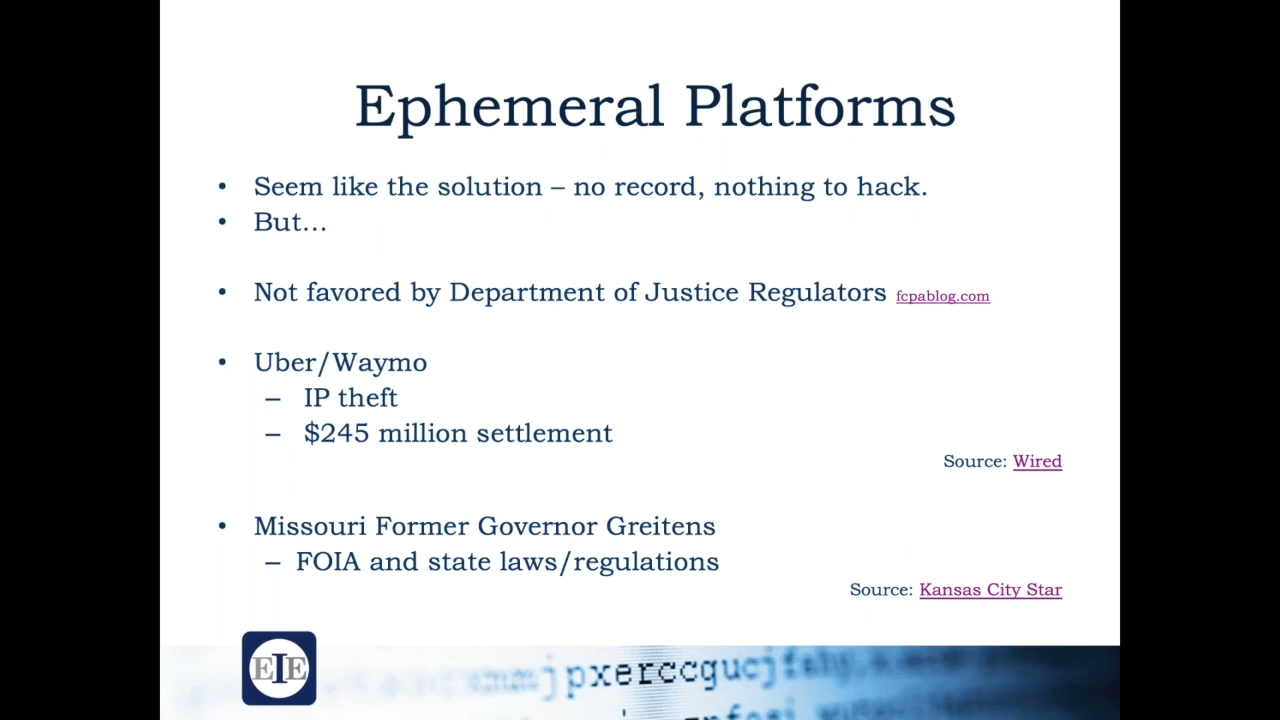 Ephemeral Platforms
• Seem like the solution – no record, nothing to hack.
• But…
• Not favored by Department of Justice Regulators fcpablog.com
• Uber/Waymo
– IP theft
– $245 million settlement
Source: Wired
• Missouri Former Governor Greitens
– FOIA and state laws/regulations
Source: Kansas City Star
EIE
pxerccgucj